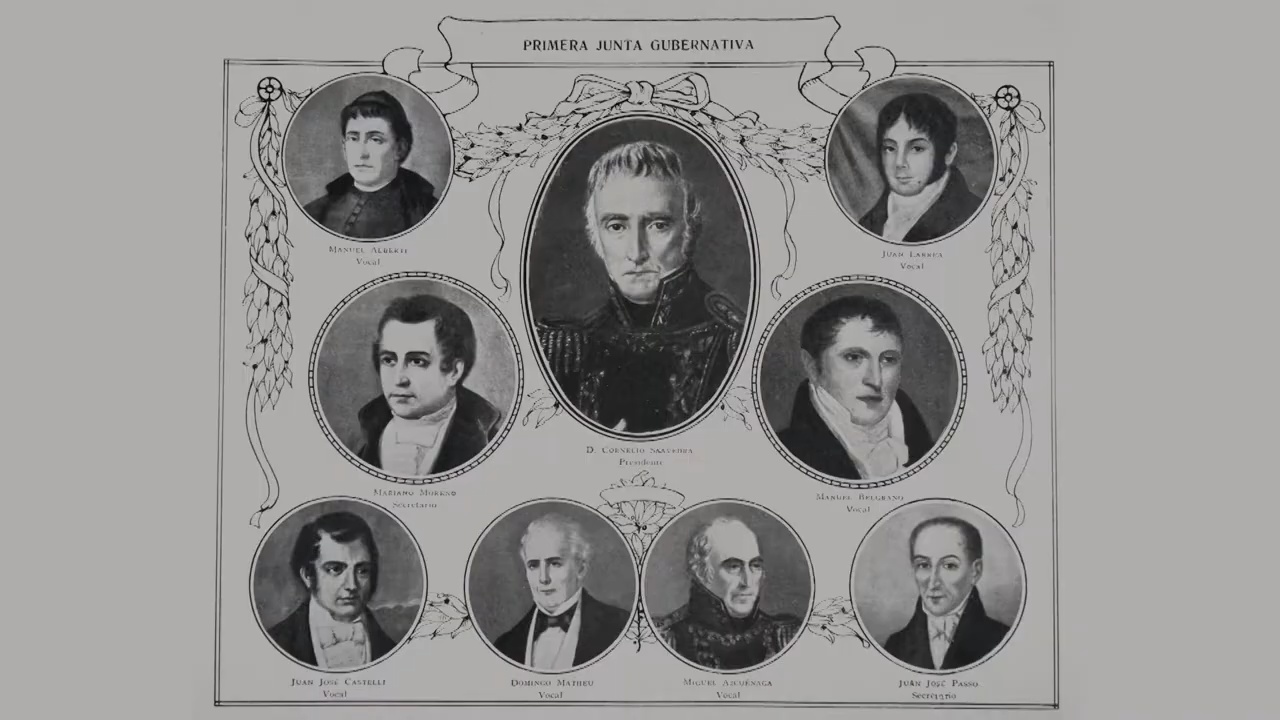 PRIMERA JUNTA GUBERNATIVA
MANUEL ALBERTI
Vocal
JUAN LARREA
Vocal
D. CORNELIO SAAVEDRA
Presidente
MARIANO MORENO
Secretario
MANUEL BELGRANO
Vocal
JUAN JOSÉ CASTELLI
Vocal
DOMINGO MATHEU
Vocal
MIGUEL AZCUÉNAGA
Vocal
JUAN JOSÉ PASSO
Secretario